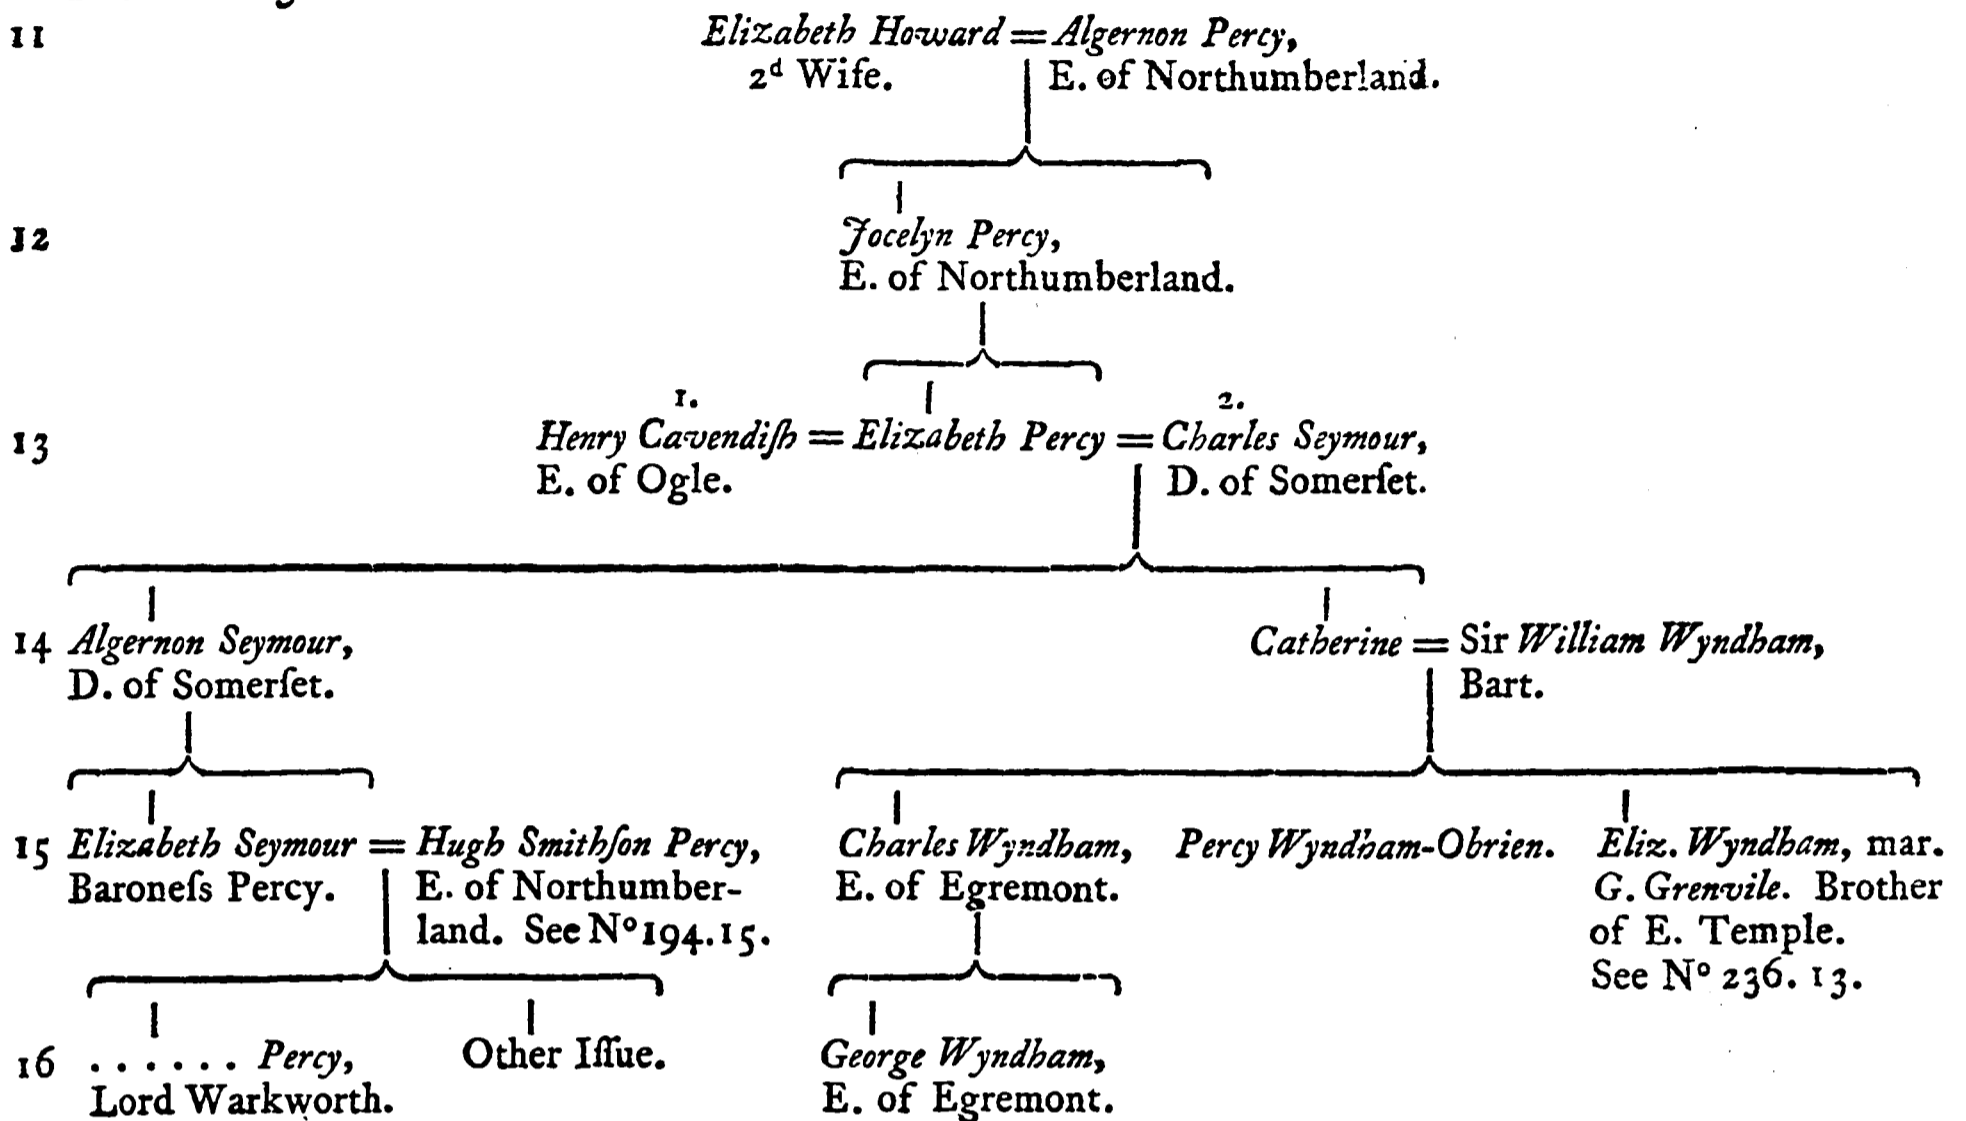 11 Elizabeth Howard = Algernon Percy,
2d Wife. E. of Northumberland.
12 Jocelyn Percy,
E. of Northumberland.
1. 2.
13 Henry Cavendiſh = Elizabeth Percy = Charles Seymour,
E. of Ogle. D. of Somerſet.
14 Algernon Seymour, Catherine = Sir William Wyndham,
D. of Somerſet. Bart.
15 Elizabeth Seymour = Hugh Smithſon Percy, Charles Wyndham, Percy Wyndham-Obrien. Eliz. Wyndham, mar.
Baroneſs Percy. E. of Northumber- E. of Egremont. G. Grenvile. Brother
land. See No 194. 15. of E. Temple.
See No 236. 13.
16 . . . . . . Percy, Other Iſſue. George Wyndham,
Lord Warkworth. E. of Egremont.